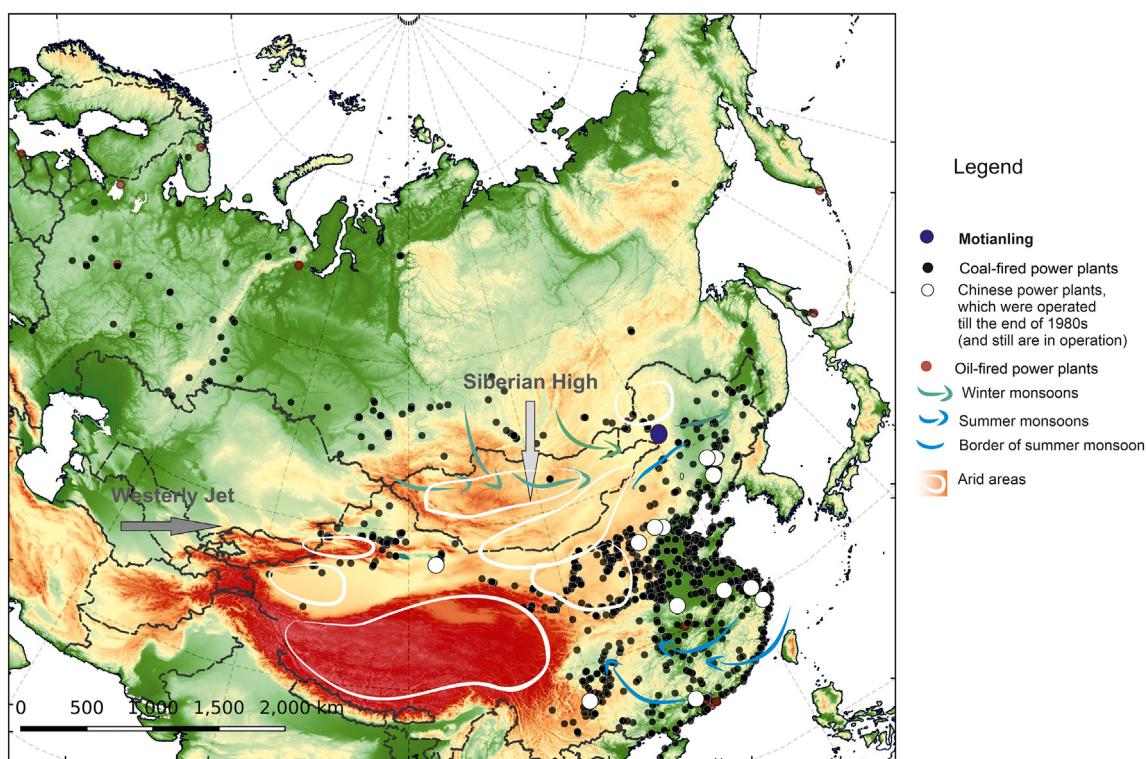 Legend
Motianling
Coal-fired power plants
Chinese power plants,
which were operated
till the end of 1980s
(and still are in operation)
Oil-fired power plants
Winter monsoons
Summer monsoons
Border of summer monsoon
Arid areas
Siberian High
Westerly Jet
0 500 1,000 1,500 2,000 km